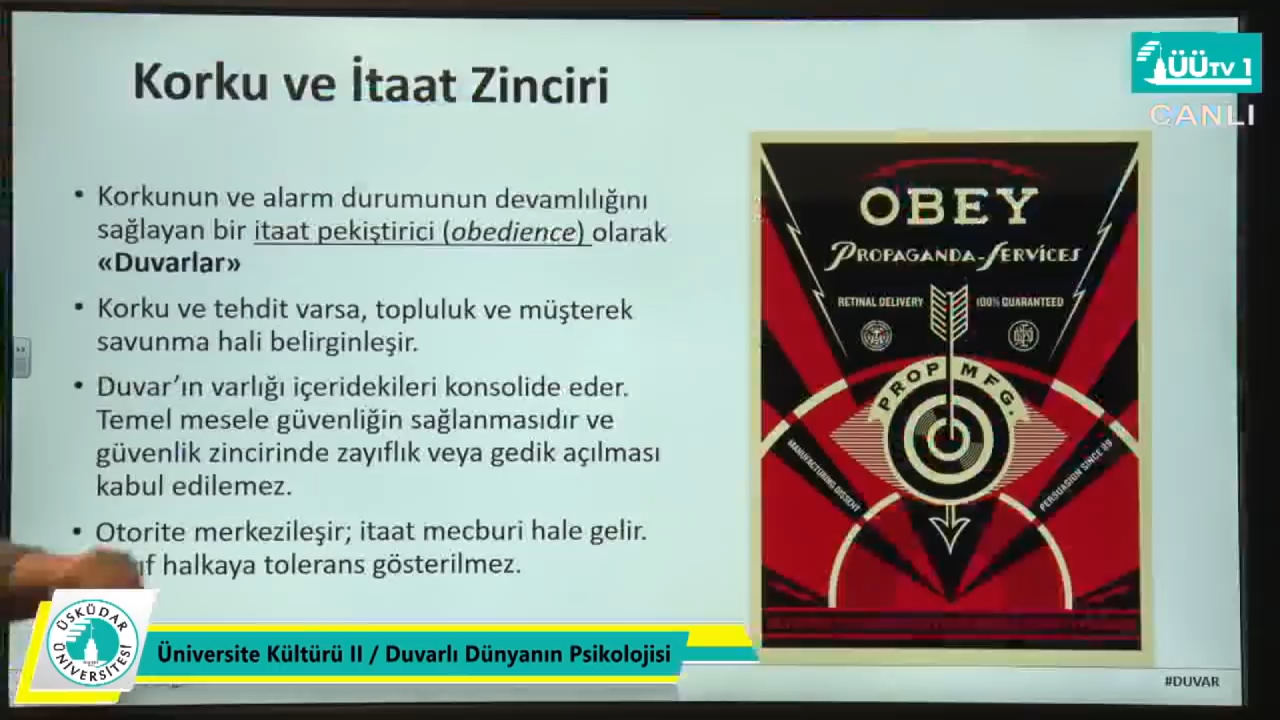 Korku ve İtaat Zinciri
• Korkunun ve alarm durumunun devamlılığını
sağlayan bir itaat pekiştirici (obedience) olarak
«Duvarlar»
• Korku ve tehdit varsa, topluluk ve müşterek
savunma hali belirginleşir.
• Duvar’ın varlığı içeridekileri konsolide eder.
Temel mesele güvenliğin sağlanmasıdır ve
güvenlik zincirinde zayıflık veya gedik açılması
kabul edilemez.
• Otorite merkezileşir; itaat mecburi hale gelir.
halkaya tolerans gösterilmez.
OBEY
PROPAGANDA-SERVICES
RETINAL DELIVERY 100% GUARANTEED
PROP MFG.
MANUFACTURING DISSENT
PERSUASION SINCE 89
ÜÜTV 1
CANLI
ÜSKÜDAR
ÜNİVERSİTESİ
Üniversite Kültürü II / Duvarlı Dünyanın Psikolojisi
#DUVAR